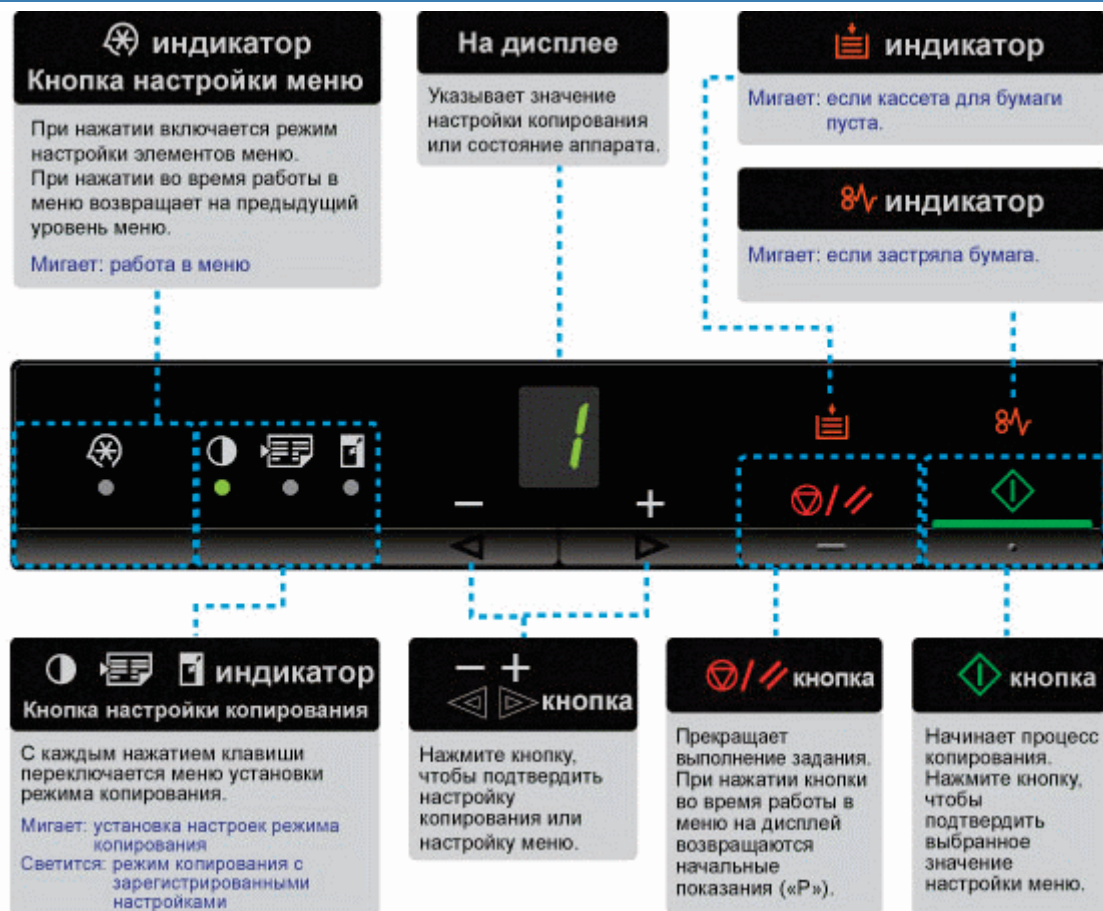 индикатор
Кнопка настройки меню
При нажатии включается режим
настройки элементов меню.
При нажатии во время работы в
меню возвращает на предыдущий
уровень меню.
Мигает: работа в меню
На дисплее
Указывает значение
настройки копирования
или состояние аппарата.
индикатор
Мигает: если кассета для бумаги
пуста.
индикатор
Мигает: если застряла бумага.
1
− +
индикатор
Кнопка настройки копирования
С каждым нажатием клавиши
переключается меню установки
режима копирования.
Мигает: установка настроек режима
копирования
Светится: режим копирования с
зарегистрированными
настройками
− +
кнопка
Нажмите кнопку,
чтобы подтвердить
настройку
копирования или
настройку меню.
кнопка
Прекращает
выполнение задания.
При нажатии кнопки
во время работы в
меню на дисплей
возвращаются
начальные
показания («P»).
кнопка
Начинает процесс
копирования.
Нажмите кнопку,
чтобы
подтвердить
выбранное
значение
настройки меню.